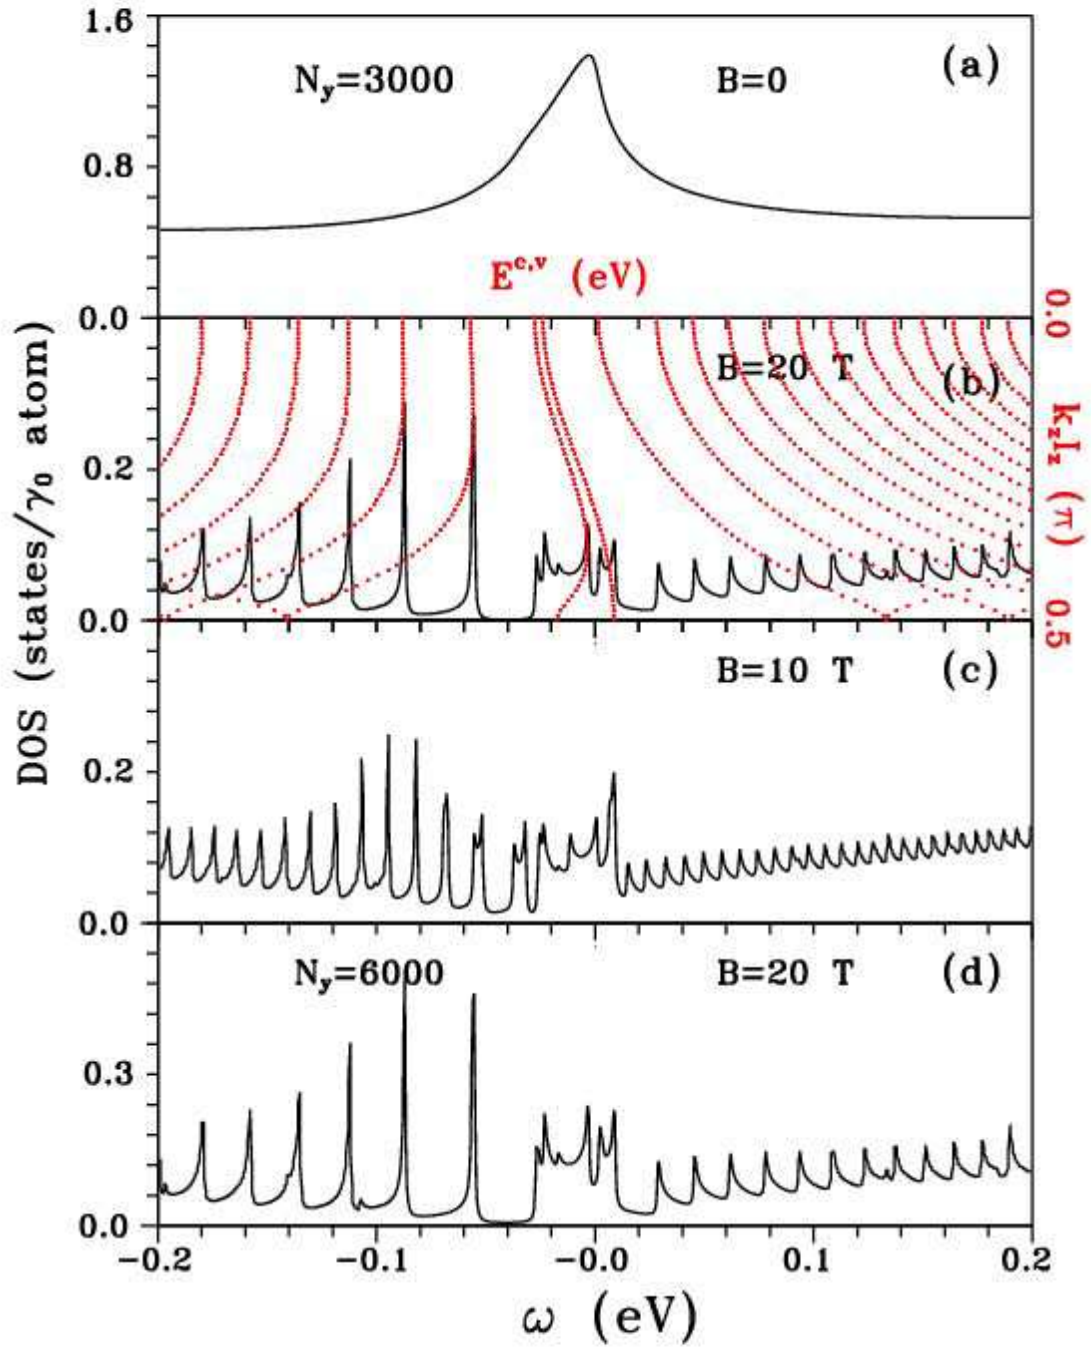 1.6
N_y=3000 B=0 (a)
0.8
E^{c,v} (eV)
0.0 0.0
B=20 T (b)
DOS (states/γ_0 atom)
k_z I_z (π)
0.2
0.0 0.5
B=10 T (c)
0.2
0.0
N_y=6000 B=20 T (d)
0.3
0.0
-0.2 -0.1 -0.0 0.1 0.2
ω (eV)